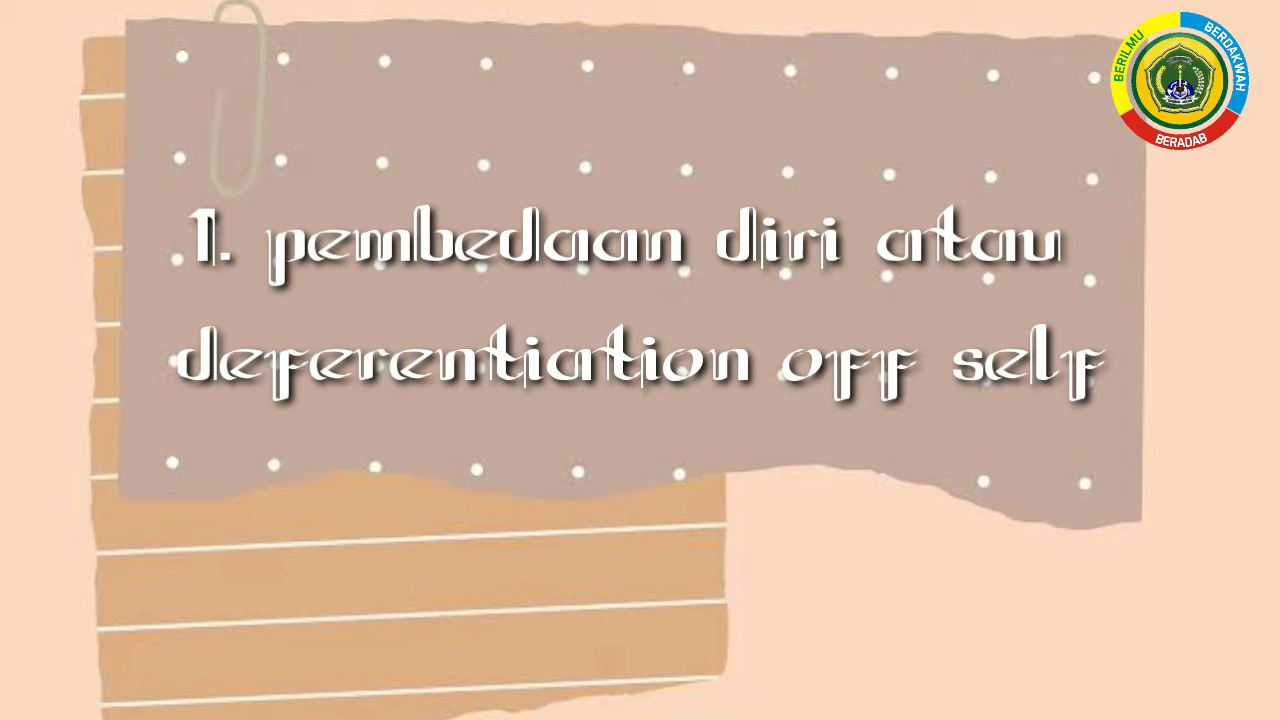 BERILMU
BERDAKWAH
BERADAB
1. pembedaan diri atau
deferentiation off self